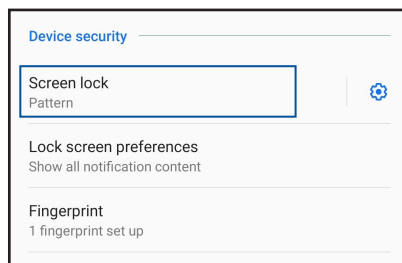 Device security
Screen lock
Pattern
Lock screen preferences
Show all notification content
Fingerprint
1 fingerprint set up